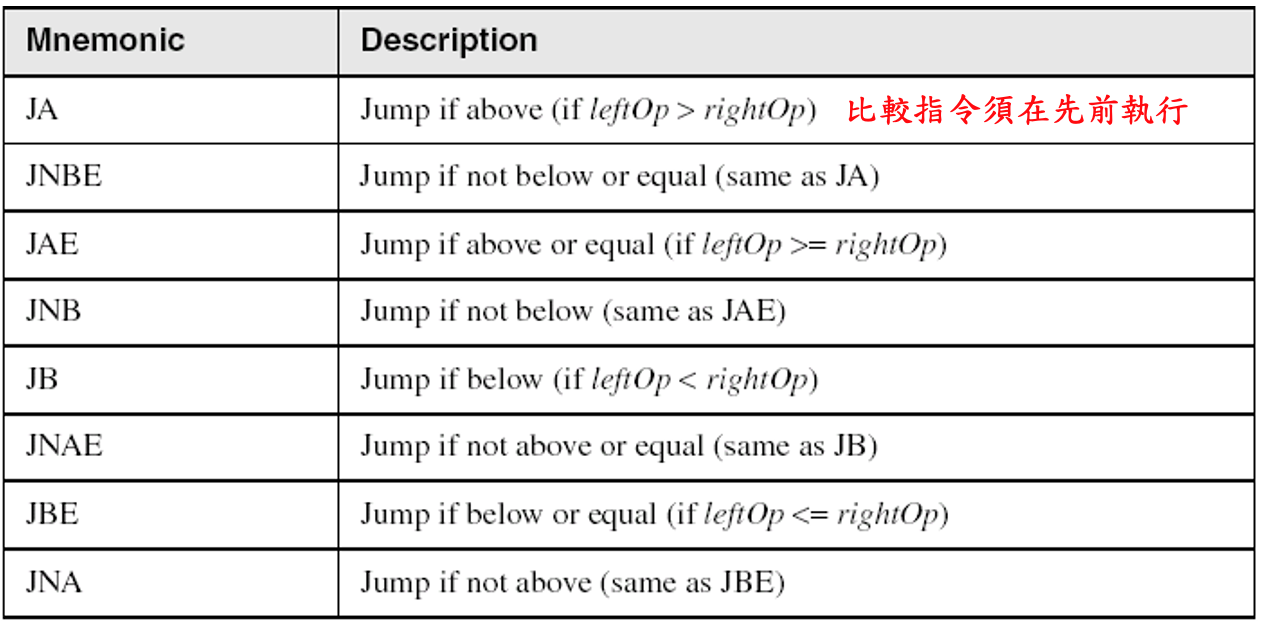 Mnemonic Description
JA Jump if above (if leftOp > rightOp) 比較指令須在先前執行
JNBE Jump if not below or equal (same as JA)
JAE Jump if above or equal (if leftOp >= rightOp)
JNB Jump if not below (same as JAE)
JB Jump if below (if leftOp < rightOp)
JNAE Jump if not above or equal (same as JB)
JBE Jump if below or equal (if leftOp <= rightOp)
JNA Jump if not above (same as JBE)